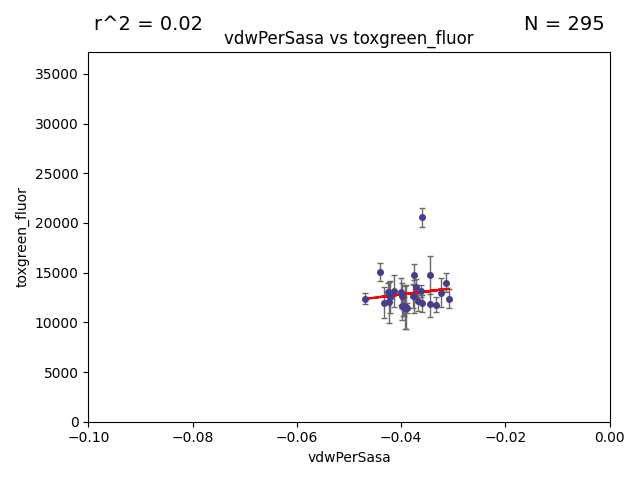 r^2 = 0.02
N = 295
vdwPerSasa vs toxgreen_fluor
35000
30000
25000
20000
15000
10000
5000
0
toxgreen_fluor
−0.10
−0.08
−0.06
−0.04
−0.02
0.00
vdwPerSasa